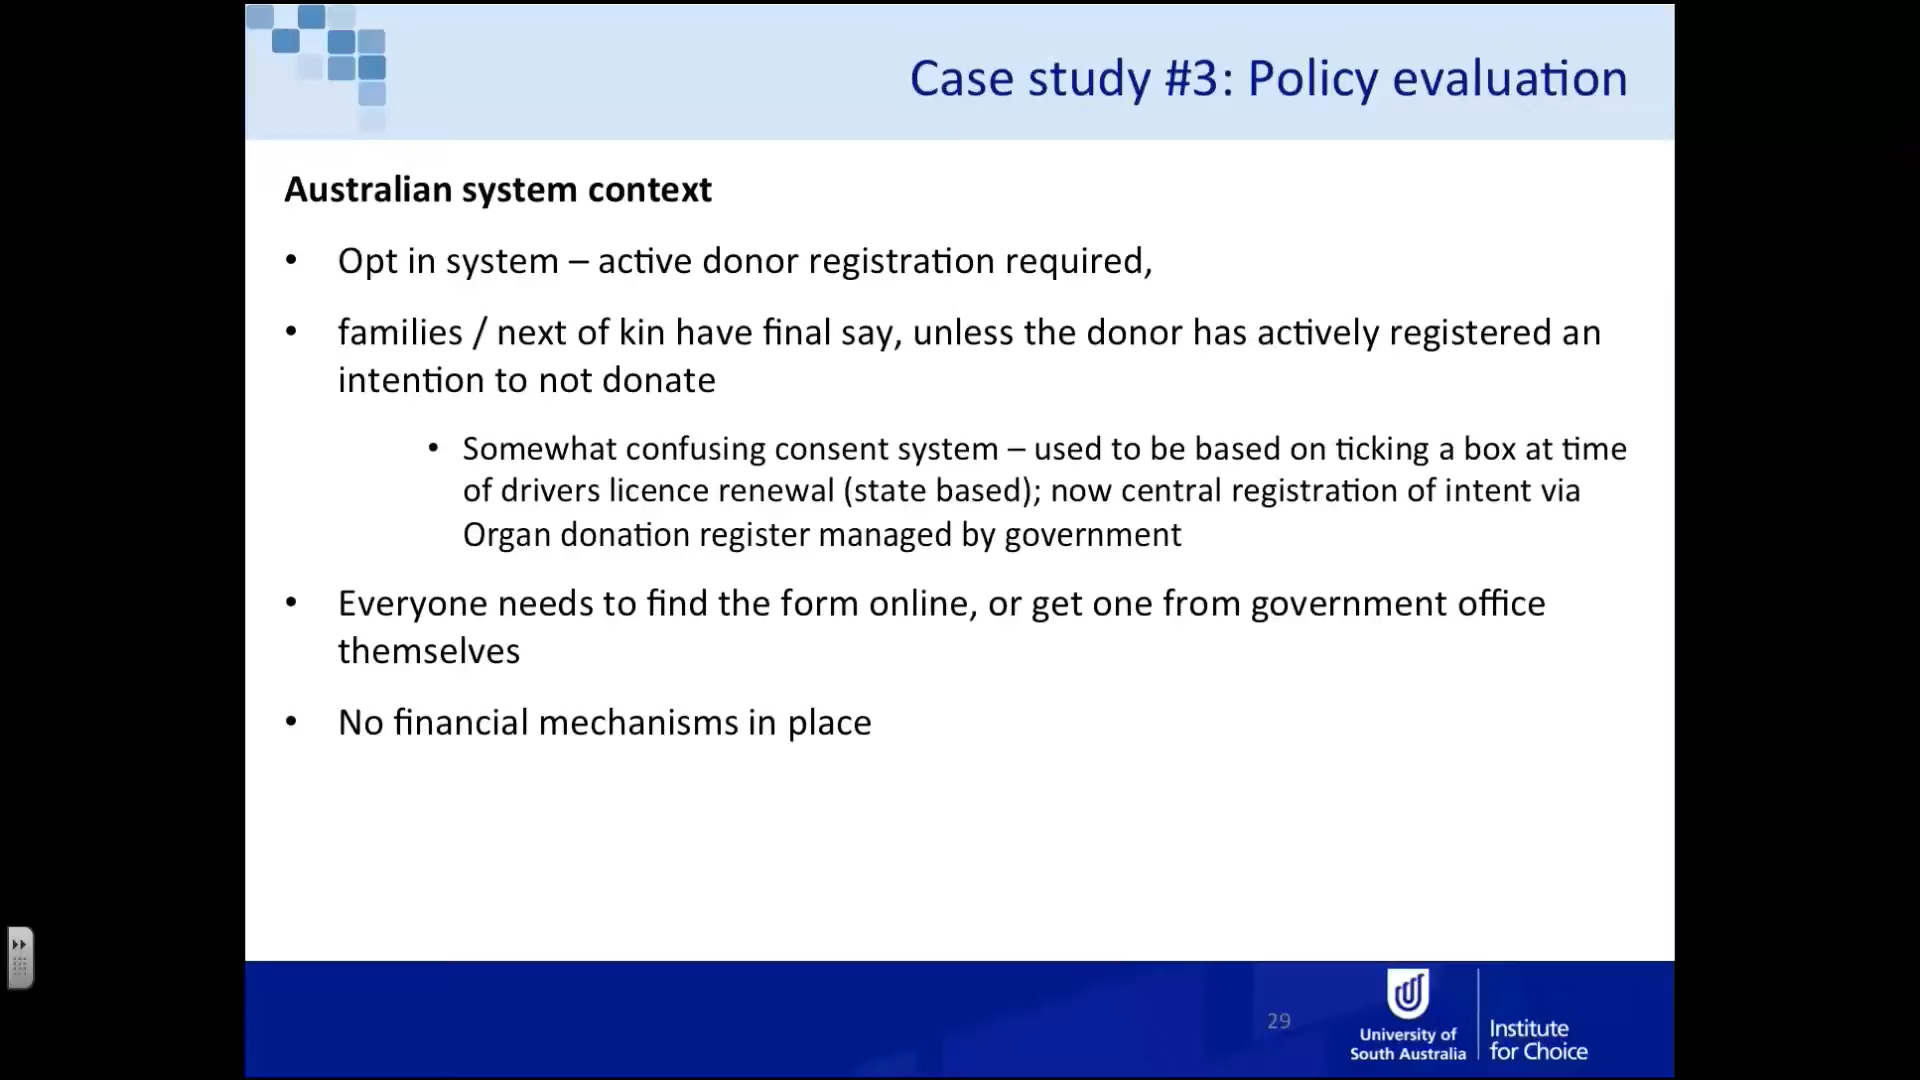 Case study #3: Policy evaluation
Australian system context
• Opt in system – active donor registration required,
• families / next of kin have final say, unless the donor has actively registered an
intention to not donate
• Somewhat confusing consent system – used to be based on ticking a box at time
of drivers licence renewal (state based); now central registration of intent via
Organ donation register managed by government
• Everyone needs to find the form online, or get one from government office
themselves
• No financial mechanisms in place
29
University of
South Australia
Institute
for Choice